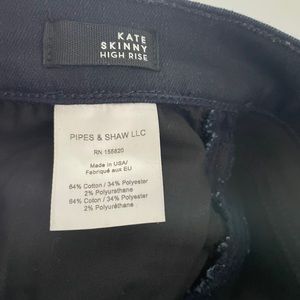 KATE
SKINNY
HIGH RISE
PIPES & SHAW LLC
RN 155820
Made in USA/
Fabriqué aux EU
64% Cotton / 34% Polyester
2% Polyurethane
64% Coton / 34% Polyester
2% Polyuréthane